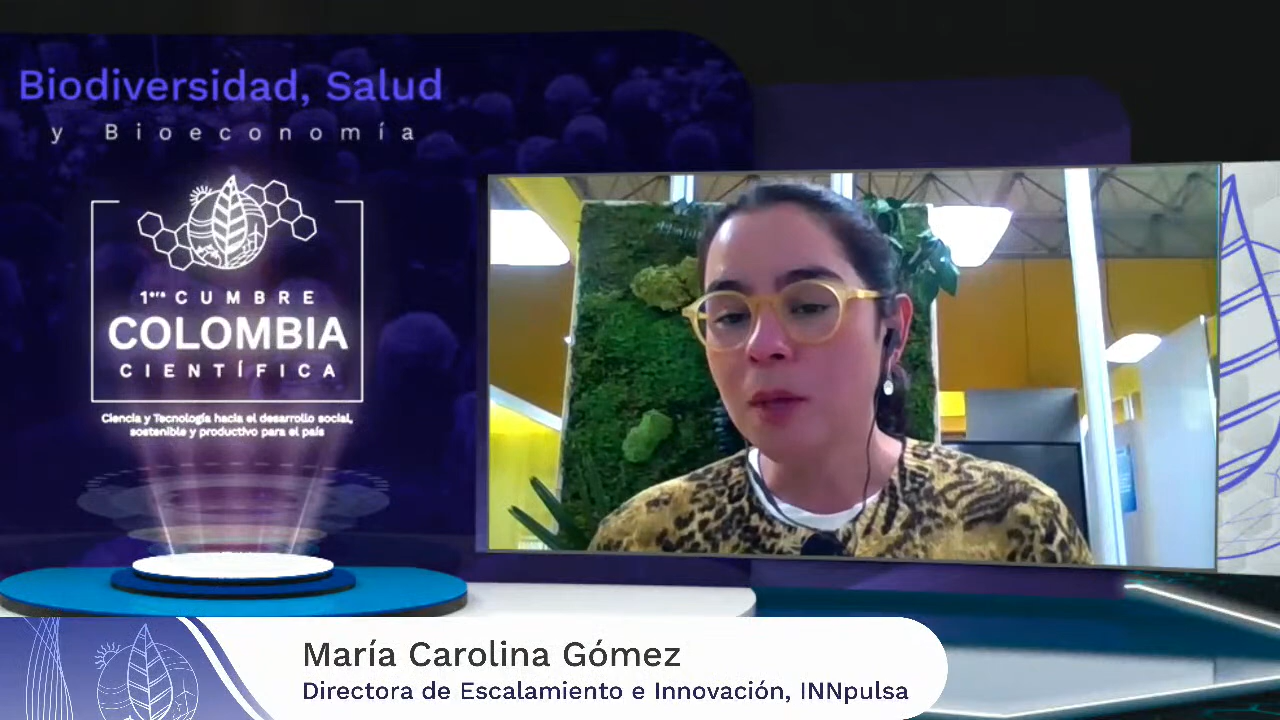 Biodiversidad, Salud
y Bioeconomía
1era CUMBRE
COLOMBIA
CIENTÍFICA
Ciencia y Tecnología hacia el desarrollo social,
sostenible y productivo para el país
María Carolina Gómez
Directora de Escalamiento e Innovación, INNpulsa